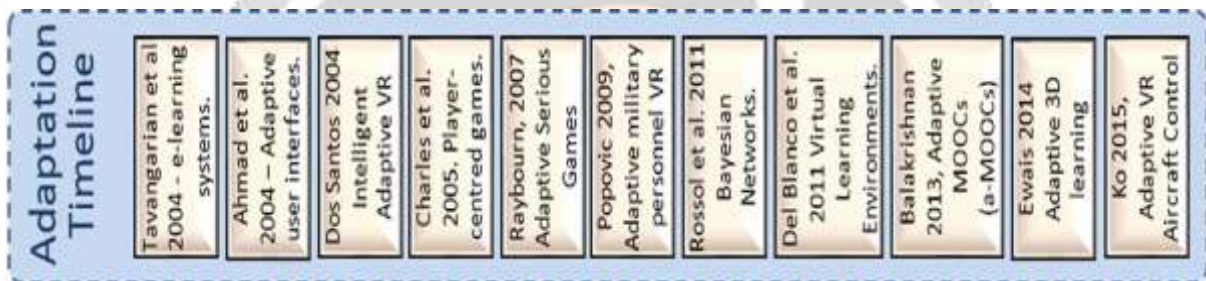 Adaptation
Timeline
Tavangarian et al
2004 - e-learning
systems.
Ahmad et al.
2004 – Adaptive
user interfaces.
Dos Santos 2004
Intelligent
Adaptive VR
Charles et al.
2005. Player-
centred games.
Raybourn, 2007
Adaptive Serious
Games
Popovic 2009,
Adaptive military
personnel VR
Rossol et al. 2011
Bayesian
Networks.
Del Blanco et al.
2011 Virtual
Learning
Environments.
Balakrishnan
2013, Adaptive
MOOCs
(a-MOOCs)
Ewais 2014
Adaptive 3D
learning
Ko 2015,
Adaptive VR
Aircraft Control